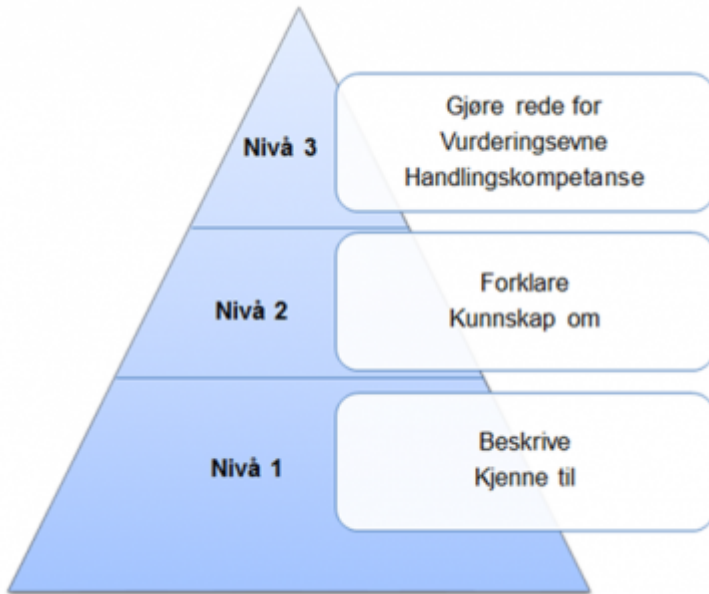 Nivå 3
Gjøre rede for
Vurderingsevne
Handlingskompetanse
Nivå 2
Forklare
Kunnskap om
Nivå 1
Beskrive
Kjenne til